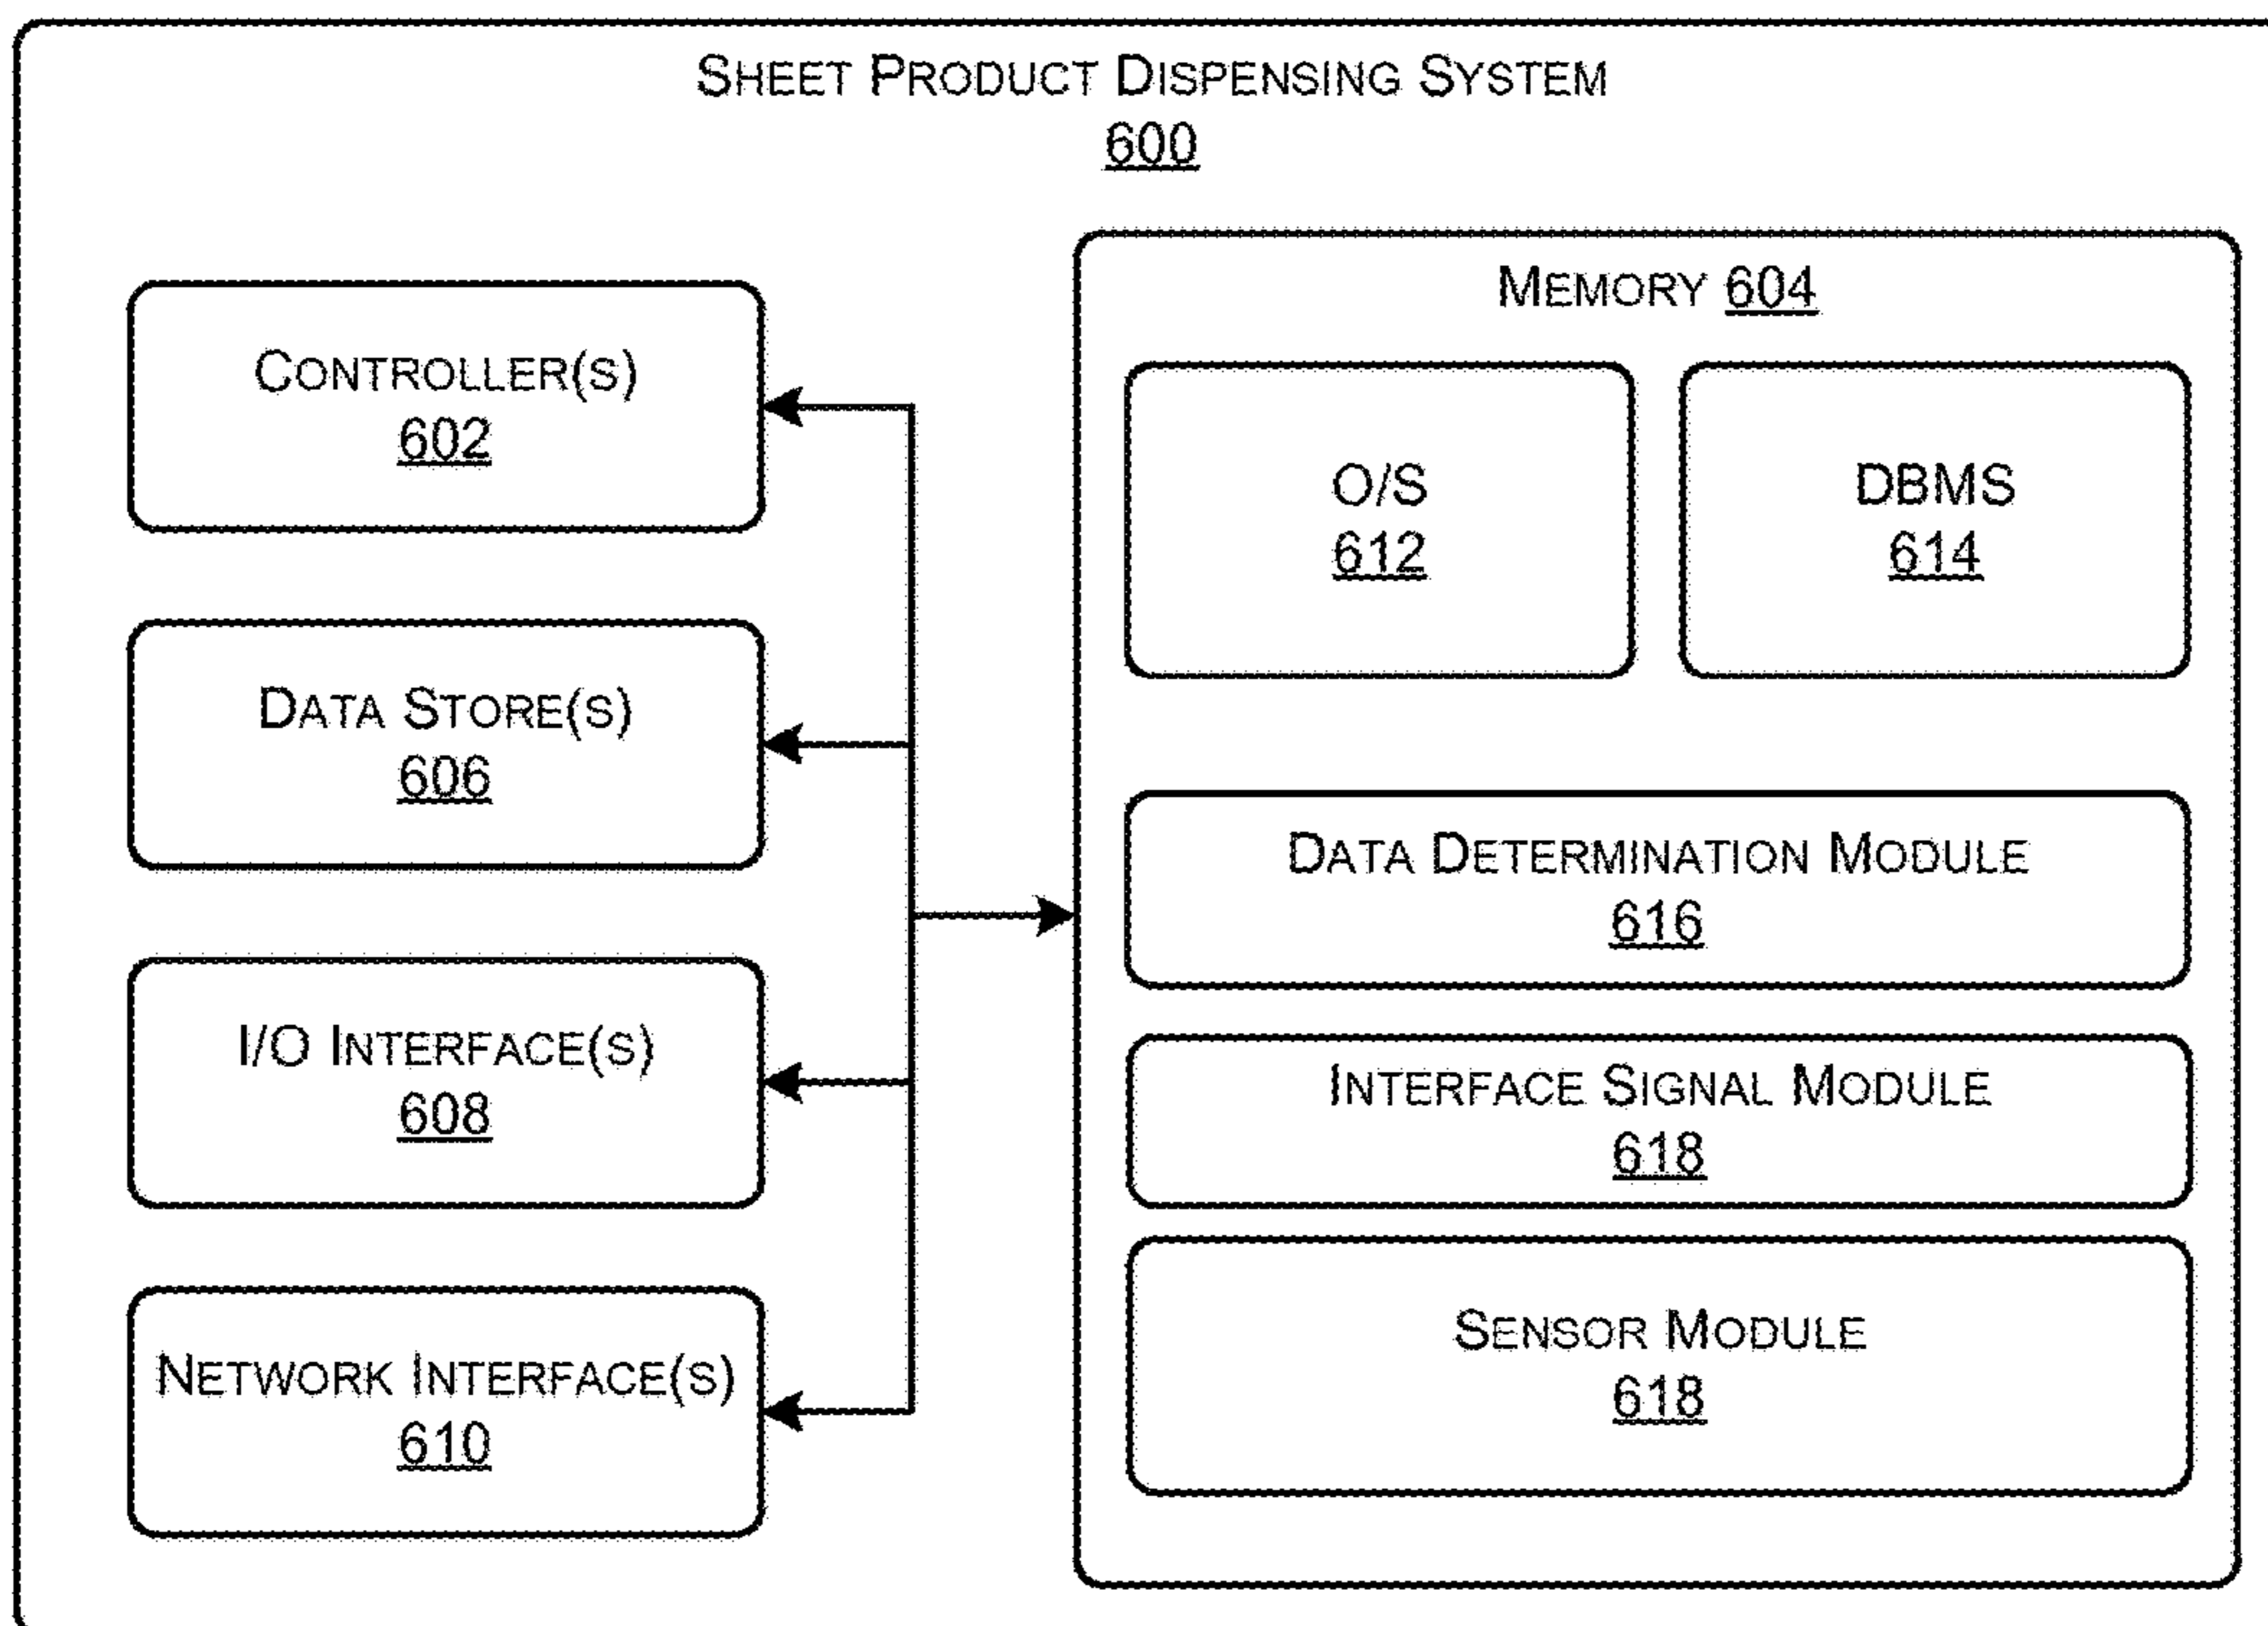 SHEET PRODUCT DISPENSING SYSTEM
600
CONTROLLER(S)
602
DATA STORE(S)
606
I/O INTERFACE(S)
608
NETWORK INTERFACE(S)
610
MEMORY 604
O/S
612
DBMS
614
DATA DETERMINATION MODULE
616
INTERFACE SIGNAL MODULE
618
SENSOR MODULE
618